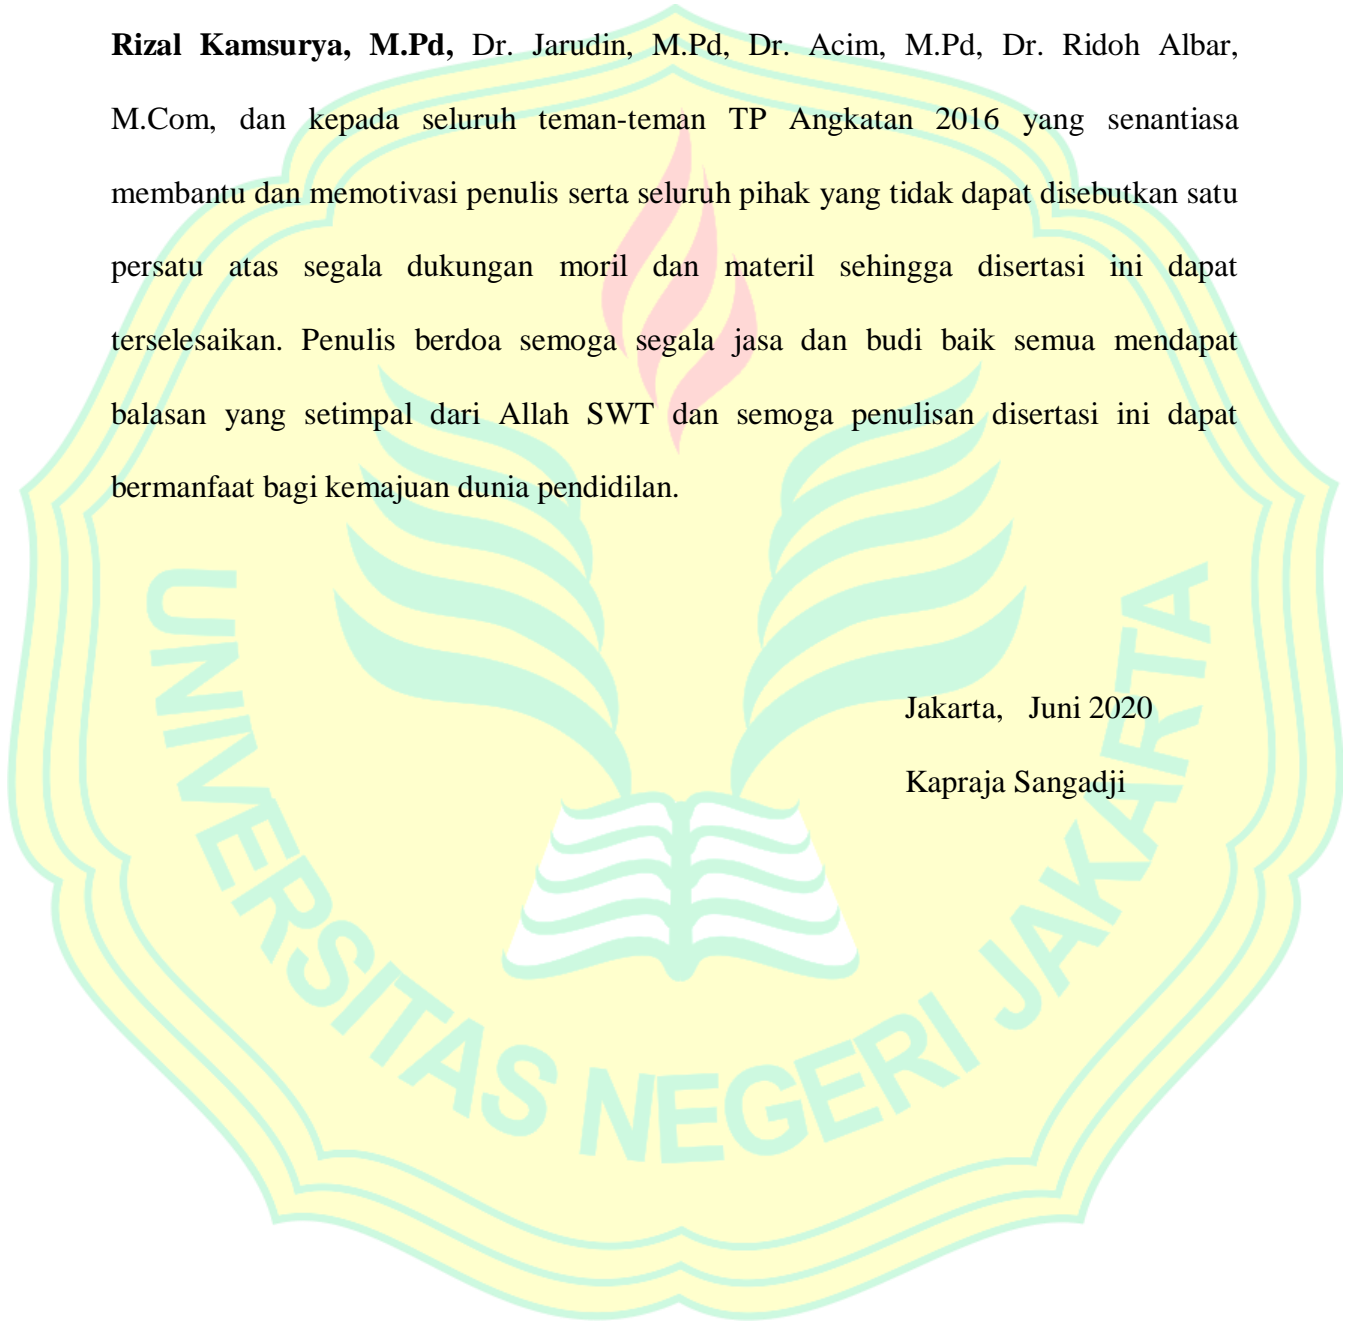 Rizal Kamsurya, M.Pd, Dr. Jarudin, M.Pd, Dr. Acim, M.Pd, Dr. Ridoh Albar,
M.Com, dan kepada seluruh teman-teman TP Angkatan 2016 yang senantiasa
membantu dan memotivasi penulis serta seluruh pihak yang tidak dapat disebutkan satu
persatu atas segala dukungan moril dan materil sehingga disertasi ini dapat
terselesaikan. Penulis berdoa semoga segala jasa dan budi baik semua mendapat
balasan yang setimpal dari Allah SWT dan semoga penulisan disertasi ini dapat
bermanfaat bagi kemajuan dunia pendidilan.
Jakarta, Juni 2020
Kapraja Sangadji
UNIVERSITAS NEGERI JAKARTA